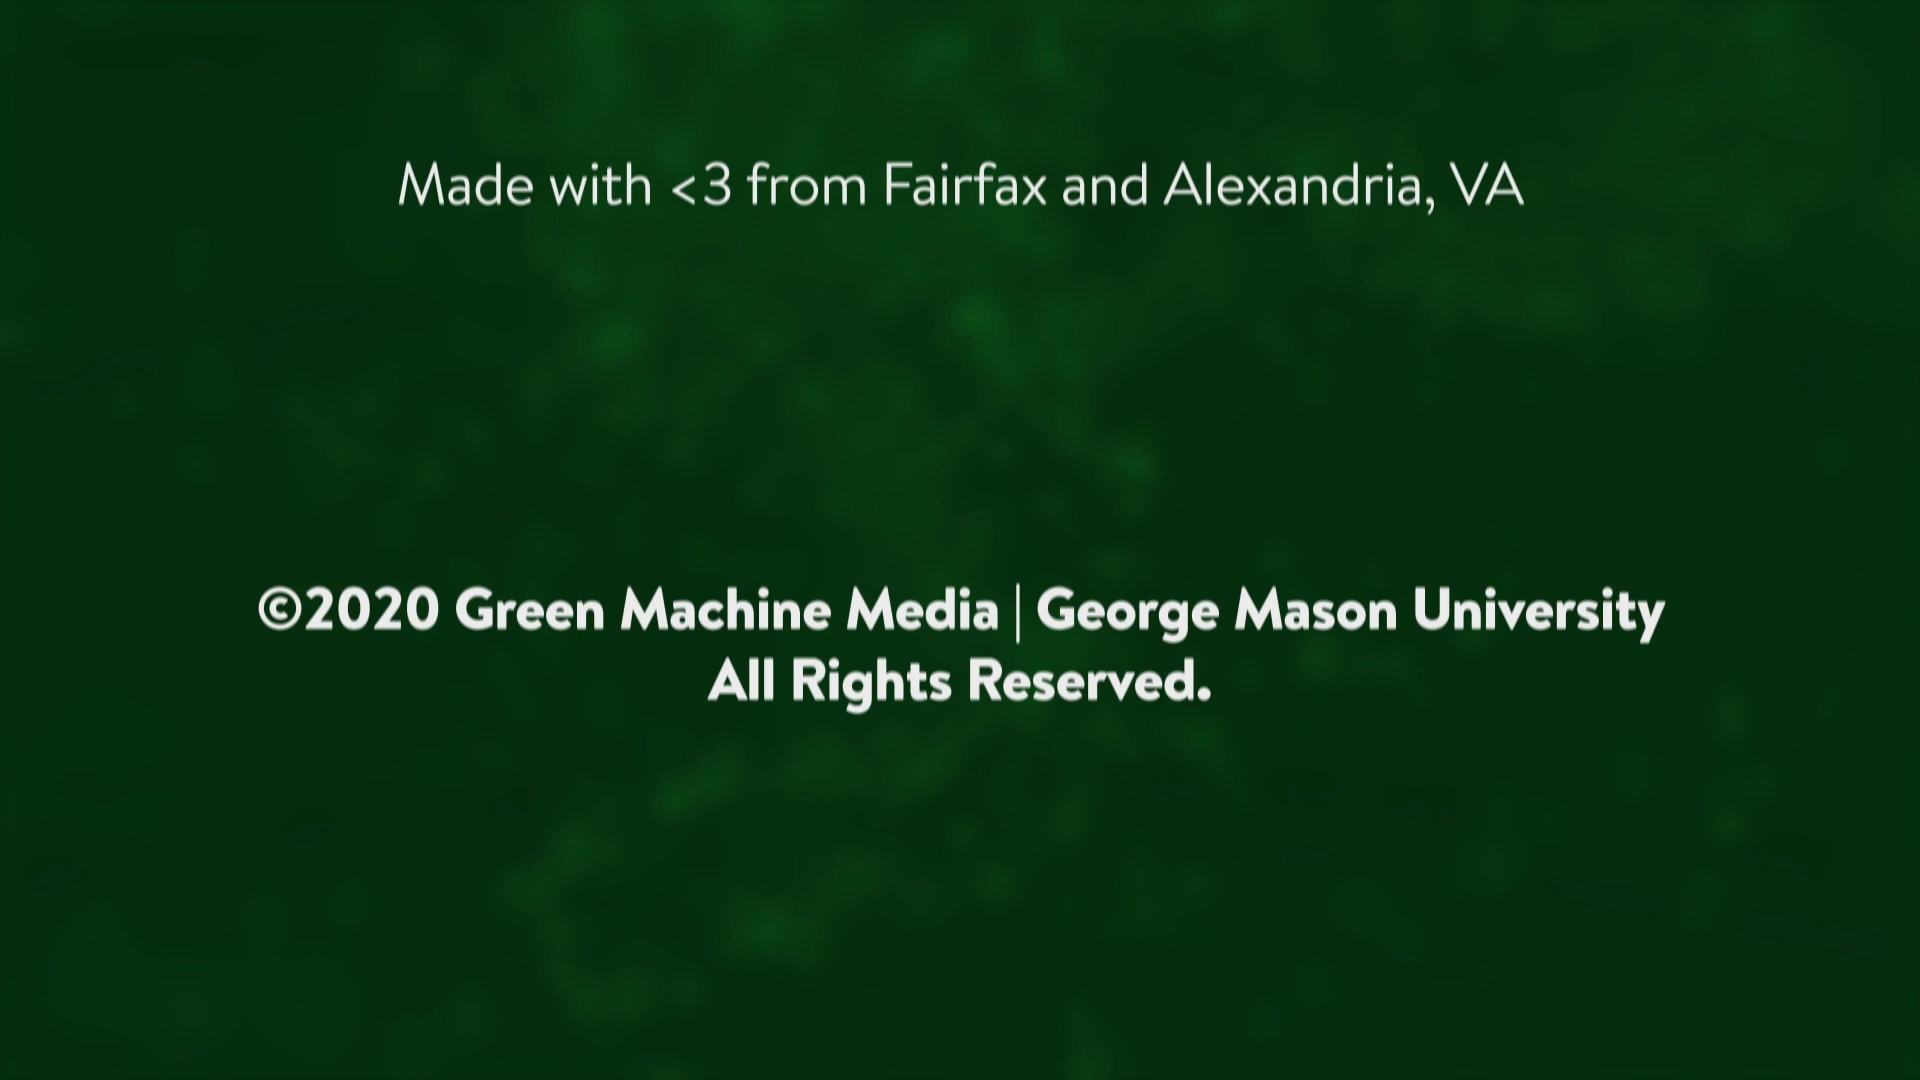 Made with <3 from Fairfax and Alexandria, VA
©2020 Green Machine Media | George Mason University
All Rights Reserved.